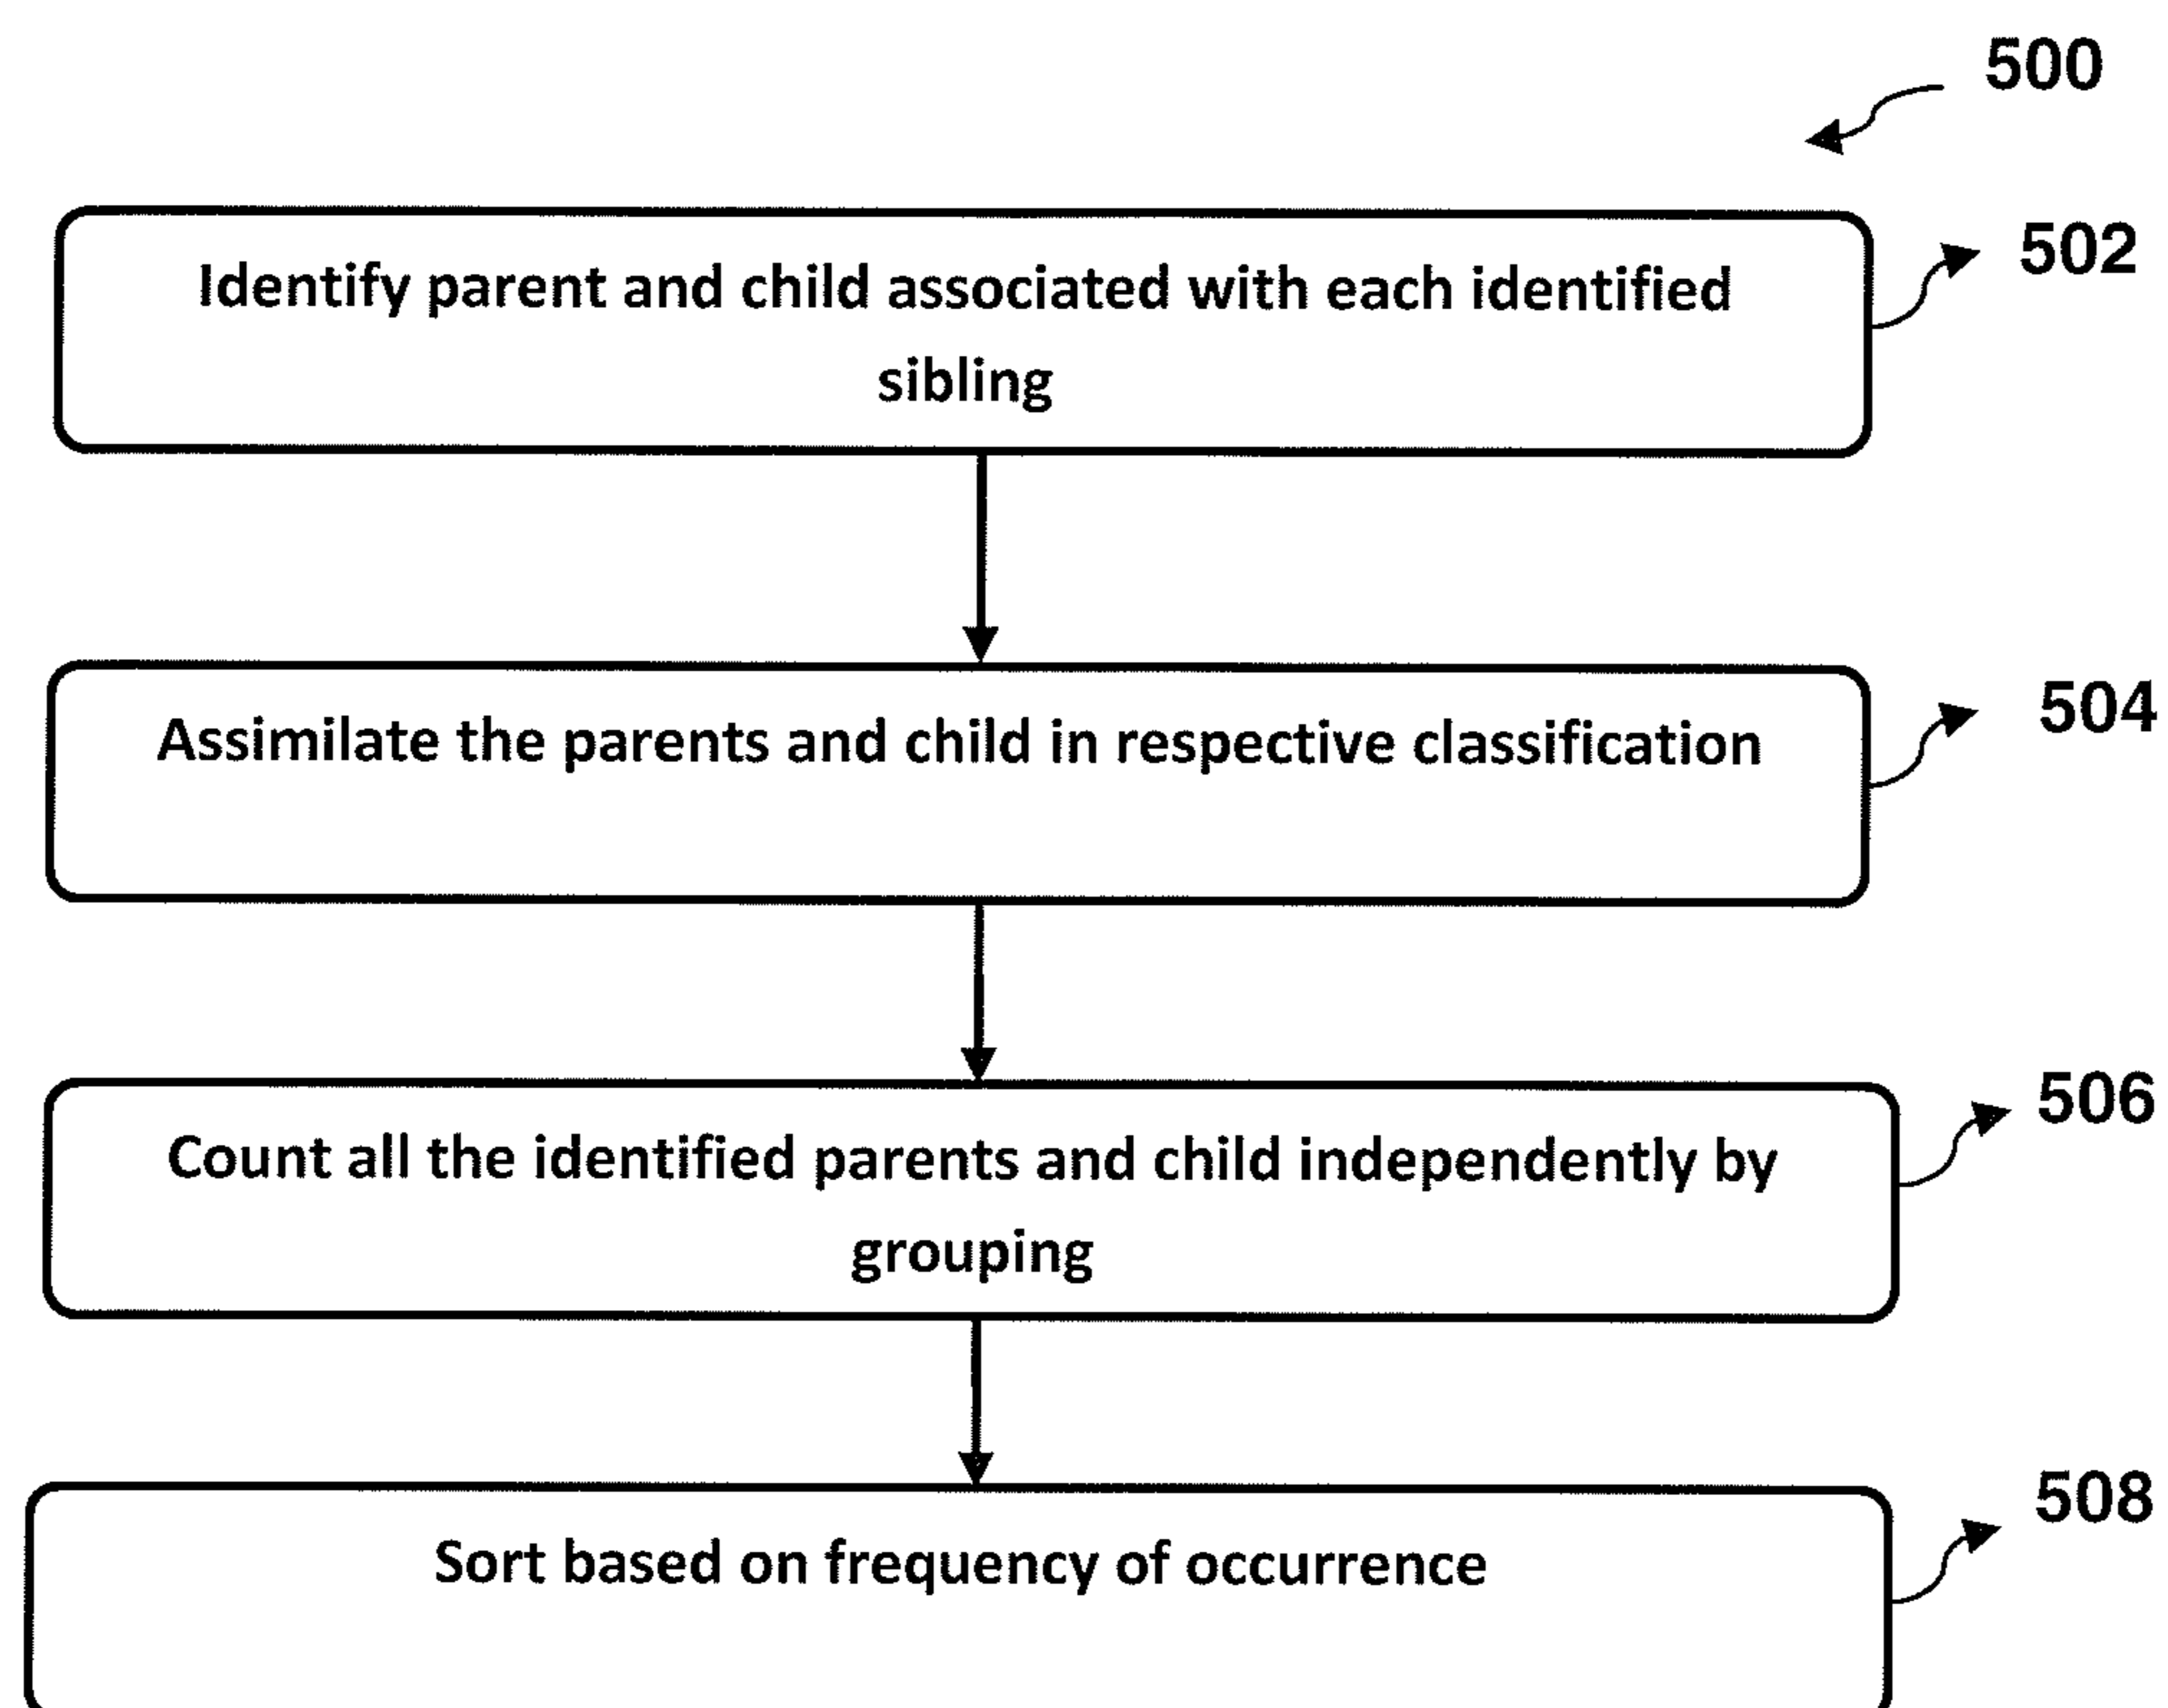 500
502
Identify parent and child associated with each identified
sibling
504
Assimilate the parents and child in respective classification
506
Count all the identified parents and child independently by
grouping
508
Sort based on frequency of occurrence